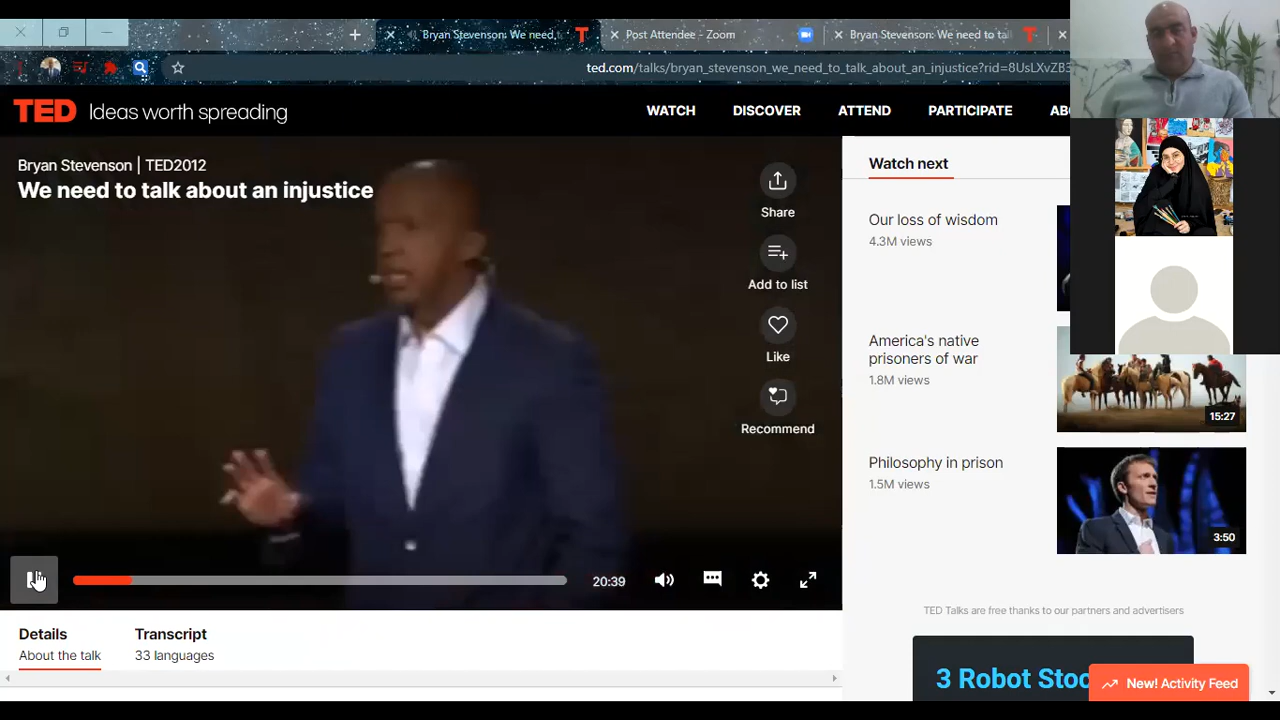 Bryan Stevenson: We need
Post Attendee - Zoom
Bryan Stevenson: We need to tal
ted.com/talks/bryan_stevenson_we_need_to_talk_about_an_injustice?rid=8UsLXvZB3
TED Ideas worth spreading
WATCH
DISCOVER
ATTEND
PARTICIPATE
Bryan Stevenson | TED2012
We need to talk about an injustice
Share
Add to list
Like
Recommend
20:39
Details
About the talk
Transcript
33 languages
Watch next
Our loss of wisdom
4.3M views
America's native
prisoners of war
1.8M views
15:27
Philosophy in prison
1.5M views
3:50
TED Talks are free thanks to our partners and advertisers
3 Robot
New! Activity Feed